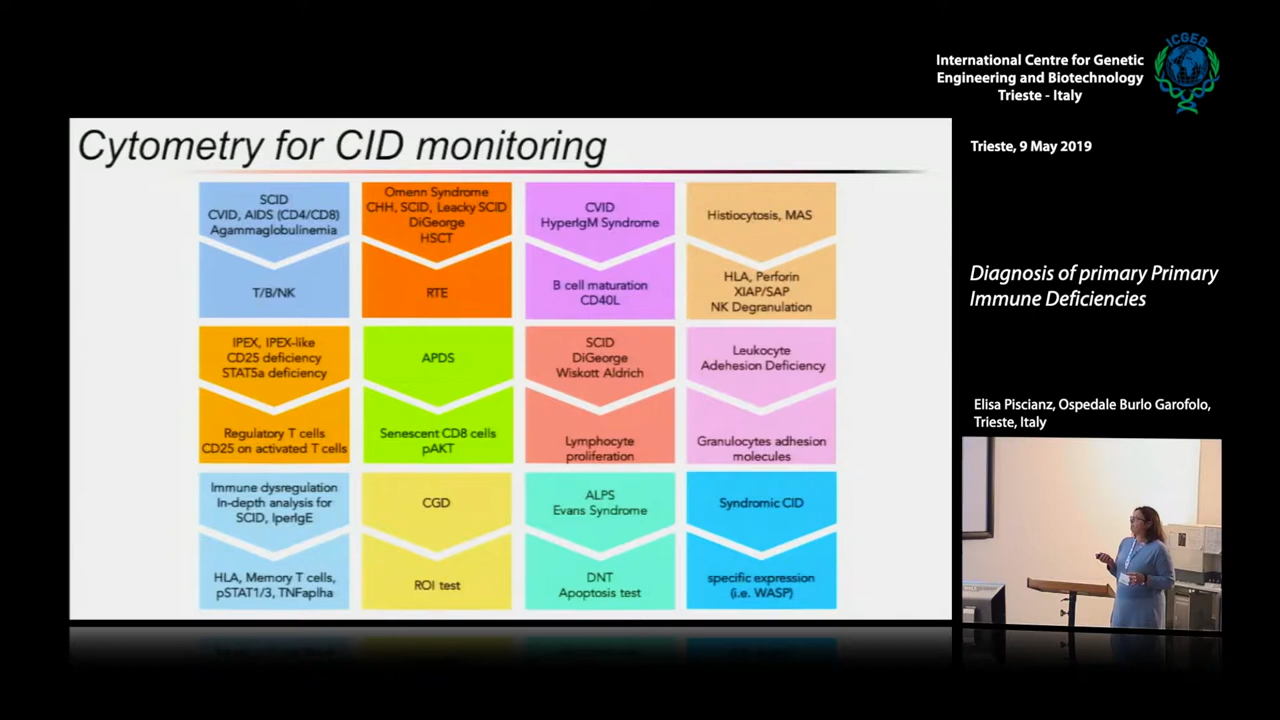 ICGEB
International Centre for Genetic
Engineering and Biotechnology
Trieste - Italy
Trieste, 9 May 2019
Cytometry for CID monitoring
SCID
CVID, AIDS (CD4/CD8)
Agammaglobulinemia
T/B/NK
Omenn Syndrome
CHH, SCID, Leacky SCID
DiGeorge
HSCT
RTE
CVID
HyperIgM Syndrome
B cell maturation
CD40L
Histiocytosis, MAS
HLA, Perforin
XIAP/SAP
NK Degranulation
IPEX, IPEX-like
CD25 deficiency
STAT5a deficiency
Regulatory T cells
CD25 on activated T cells
APDS
Senescent CD8 cells
pAKT
SCID
DiGeorge
Wiskott Aldrich
Lymphocyte
proliferation
Leukocyte
Adehesion Deficiency
Granulocytes adhesion
molecules
Immune dysregulation
In-depth analysis for
SCID, IperIgE
HLA, Memory T cells,
pSTAT1/3, TNFaplha
CGD
ROI test
ALPS
Evans Syndrome
DNT
Apoptosis test
Syndromic CID
specific expression
(i.e. WASP)
Diagnosis of primary Primary
Immune Deficiencies
Elisa Piscianz, Ospedale Burlo Garofolo,
Trieste, Italy